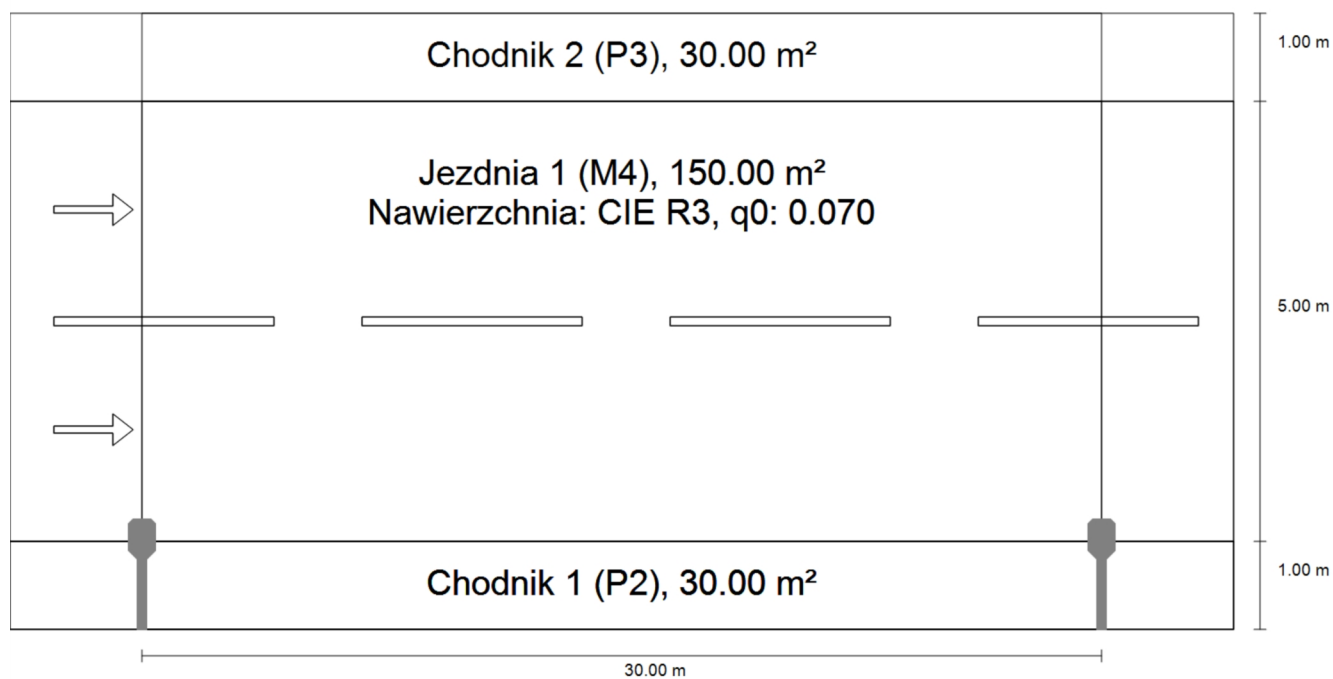 Chodnik 2 (P3), 30.00 m²
1.00 m
Jezdnia 1 (M4), 150.00 m²
Nawierzchnia: CIE R3, q0: 0.070
5.00 m
Chodnik 1 (P2), 30.00 m²
1.00 m
30.00 m